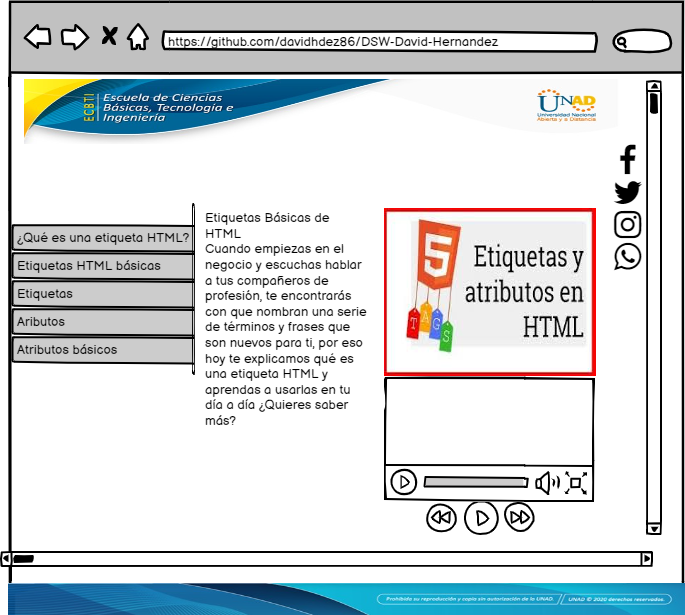 https://github.com/davidhdez86/DSW-David-Hernandez
ECBTI
Escuela de Ciencias
Básicas, Tecnología e
Ingeniería
UNAD
Universidad Nacional
Abierta y a Distancia
¿Qué es una etiqueta HTML?
Etiquetas HTML básicas
Etiquetas
Aributos
Atributos básicos
Etiquetas Básicas de
HTML
Cuando empiezas en el
negocio y escuchas hablar
a tus compañeros de
profesión, te encontrarás
con que nombran una serie
de términos y frases que
son nuevos para ti, por eso
hoy te explicamos qué es
una etiqueta HTML y
aprendas a usarlas en tu
día a día ¿Quieres saber
más?
5
TAGS
Etiquetas y
atributos en
HTML
Prohibida su reproducción y copia sin autorización de la UNAD. // UNAD © 2020 derechos reservados.